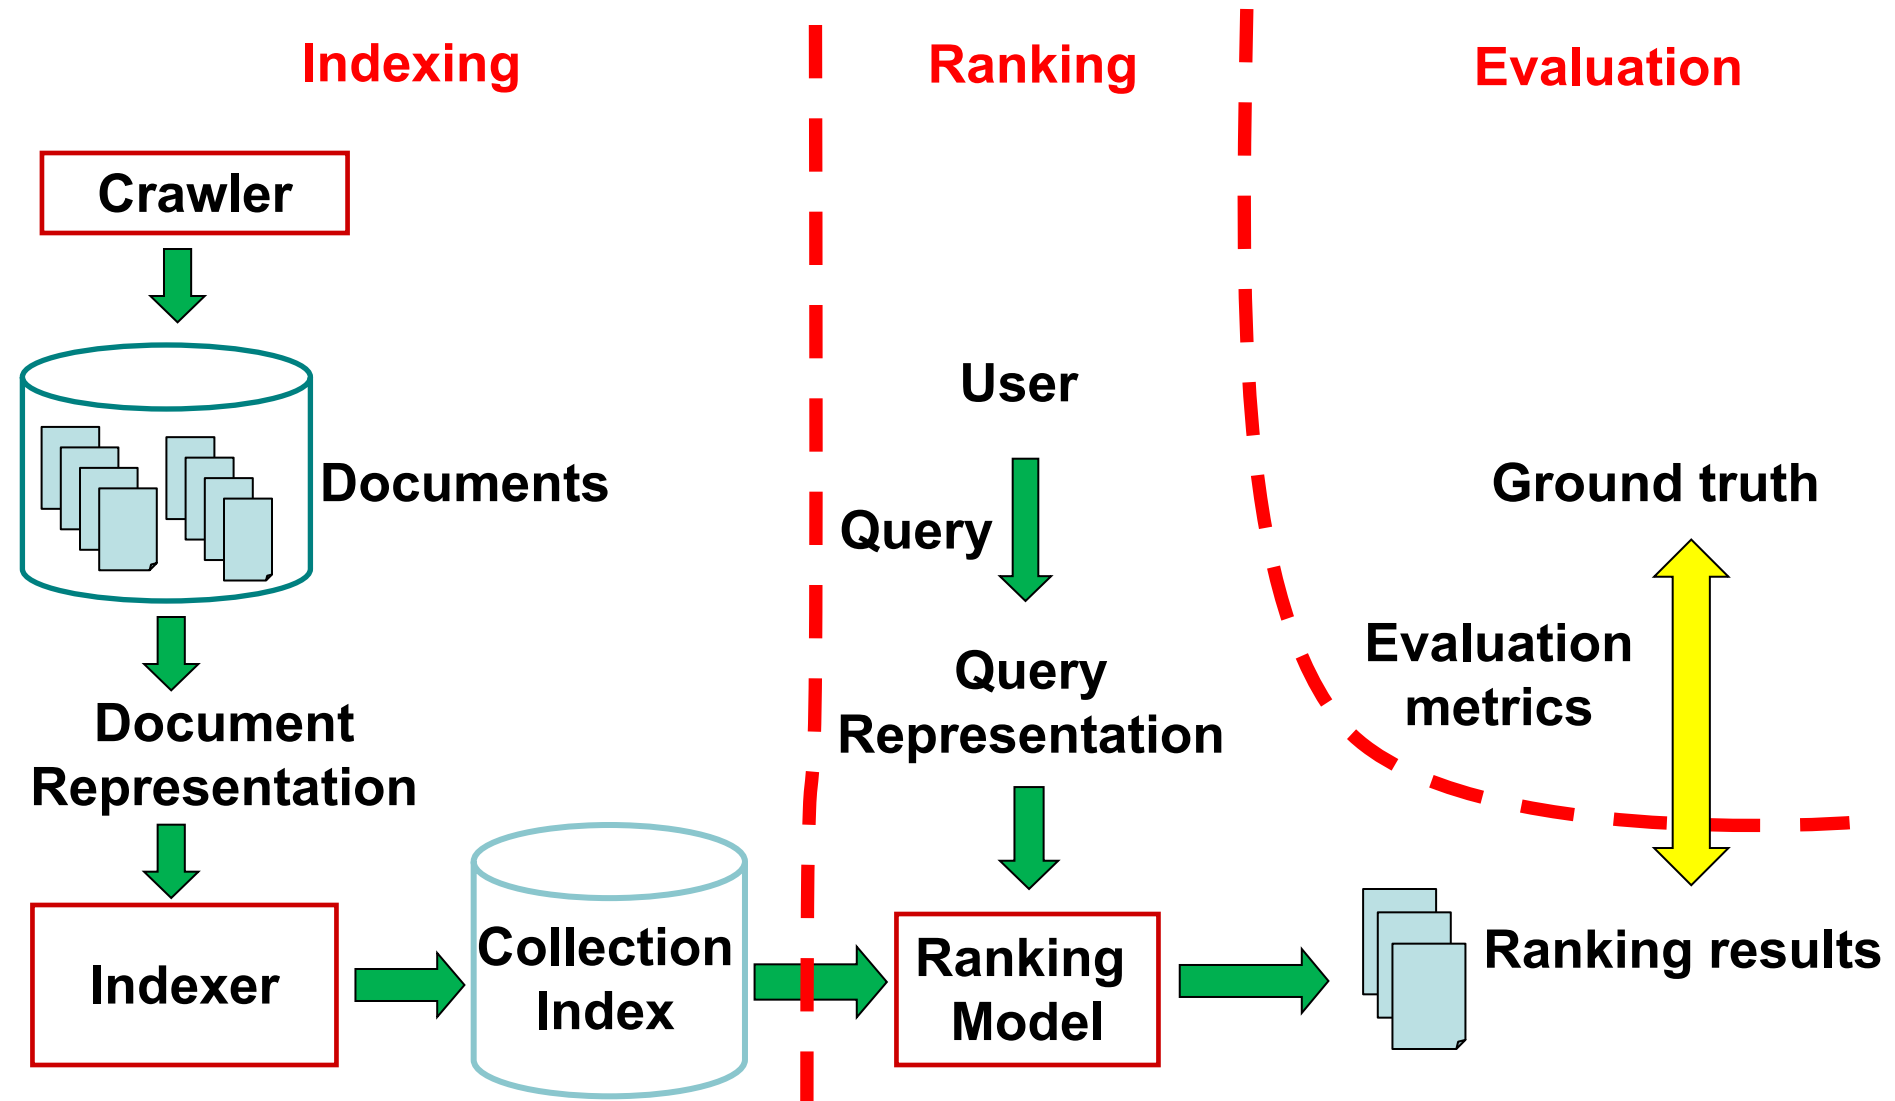 Indexing
Ranking
Evaluation
Crawler
Documents
Document
Representation
Indexer
Collection
Index
User
Query
Query
Representation
Ranking
Model
Ground truth
Evaluation
metrics
Ranking results